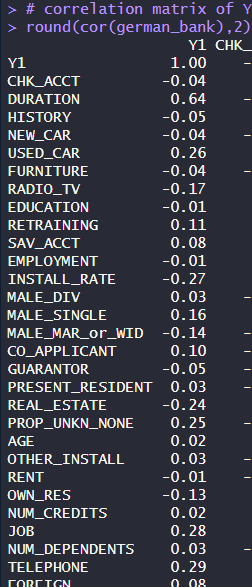 > # correlation matrix of Y
> round(cor(german_bank),2)
Y1 CHK_
Y1 1.00 -
CHK_ACCT -0.04
DURATION 0.64 -
HISTORY -0.05
NEW_CAR -0.04 -
USED_CAR 0.26
FURNITURE -0.04 -
RADIO_TV -0.17
EDUCATION -0.01
RETRAINING 0.11
SAV_ACCT 0.08
EMPLOYMENT -0.01
INSTALL_RATE -0.27
MALE_DIV 0.03 -
MALE_SINGLE 0.16
MALE_MAR_or_WID -0.14 -
CO_APPLICANT 0.10 -
GUARANTOR -0.05 -
PRESENT_RESIDENT 0.03 -
REAL_ESTATE -0.24
PROP_UNKN_NONE 0.25 -
AGE 0.02
OTHER_INSTALL 0.03 -
RENT -0.01 -
OWN_RES -0.13
NUM_CREDITS 0.02
JOB 0.28
NUM_DEPENDENTS 0.03 -
TELEPHONE 0.29
FOREIGN 0.08